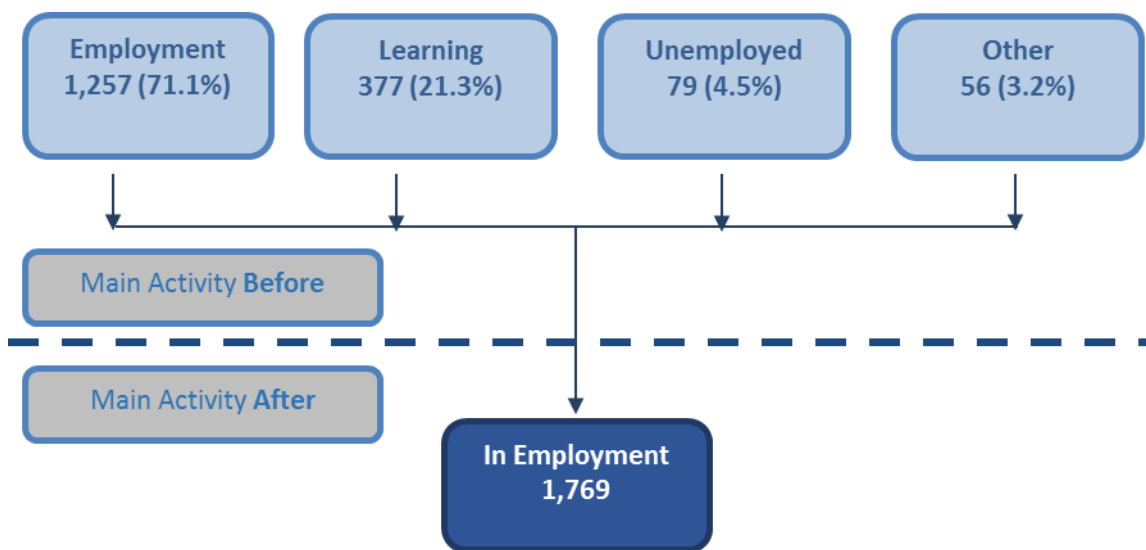 Employment
1,257 (71.1%)
Learning
377 (21.3%)
Unemployed
79 (4.5%)
Other
56 (3.2%)
Main Activity Before
Main Activity After
In Employment
1,769